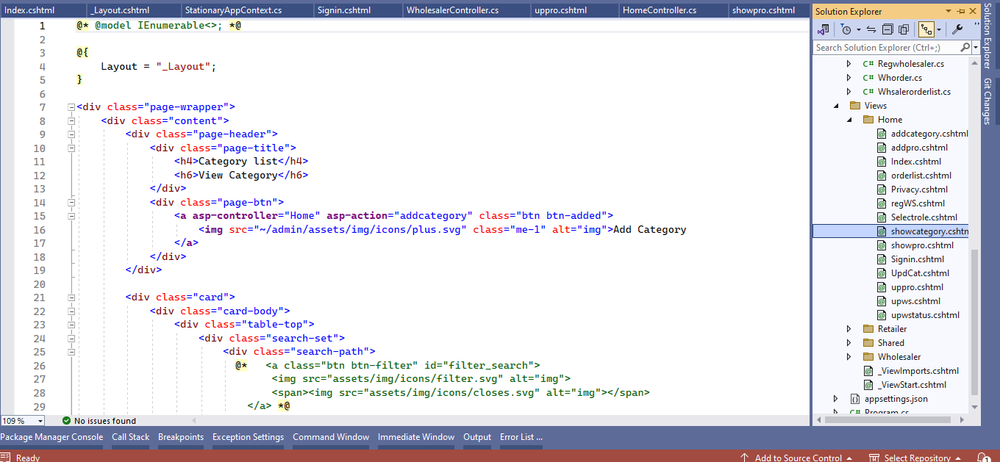 Index.cshtml _Layout.cshtml StationaryAppContext.cs Signin.cshtml WholesalerController.cs uppro.cshtml HomeController.cs showpro.cshtml
1 @* @model IEnumerable<>; *@
2
3 @{
4 Layout = "_Layout";
5 }
6
7 <div class="page-wrapper">
8 <div class="content">
9 <div class="page-header">
10 <div class="page-title">
11 <h4>Category list</h4>
12 <h6>View Category</h6>
13 </div>
14 <div class="page-btn">
15 <a asp-controller="Home" asp-action="addcategory" class="btn btn-added">
16 <img src="~/admin/assets/img/icons/plus.svg" class="me-1" alt="img">Add Category
17 </a>
18 </div>
19 </div>
20
21 <div class="card">
22 <div class="card-body">
23 <div class="table-top">
24 <div class="search-set">
25 <div class="search-path">
26 @* <a class="btn btn-filter" id="filter_search">
27 <img src="assets/img/icons/filter.svg" alt="img">
28 <span><img src="assets/img/icons/closes.svg" alt="img"></span>
29 </a> *@
109 % No issues found
Solution Explorer
Search Solution Explorer (Ctrl+;)
C# Regwholesaler.cs
C# Whorder.cs
C# Whsalerorderlist.cs
Views
Home
addcategory.cshtml
addpro.cshtml
Index.cshtml
orderlist.cshtml
Privacy.cshtml
regWS.cshtml
Selectrole.cshtml
showcategory.cshtm
showpro.cshtml
Signin.cshtml
UpdCat.cshtml
uppro.cshtml
upws.cshtml
upwstatus.cshtml
Retailer
Shared
Wholesaler
_ViewImports.cshtml
_ViewStart.cshtml
appsettings.json
C# Program.cs
Solution Explorer
Git Changes
Package Manager Console Call Stack Breakpoints Exception Settings Command Window Immediate Window Output Error List ...
Ready Add to Source Control Select Repository 1